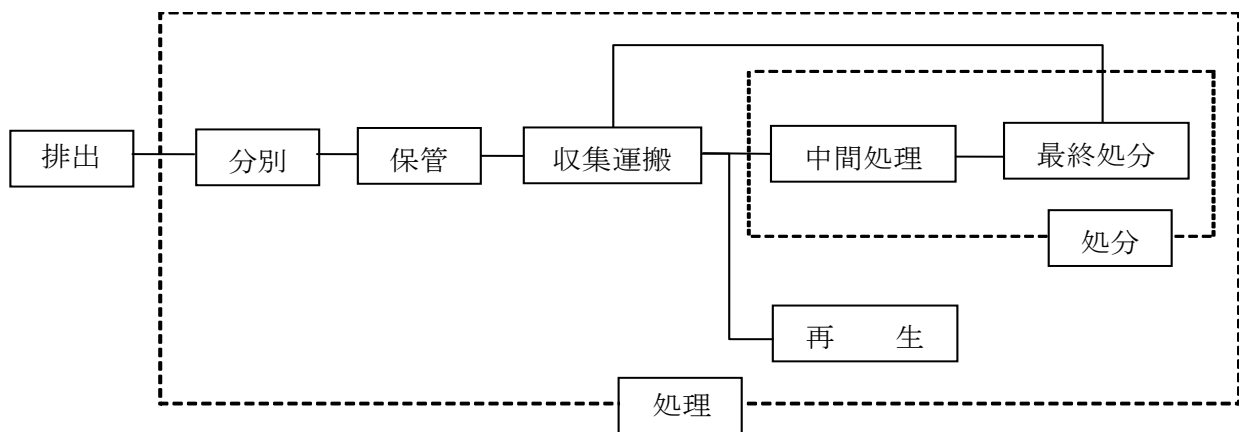 排出
分別
保管
収集運搬
中間処理
最終処分
処分
再　　生
処理